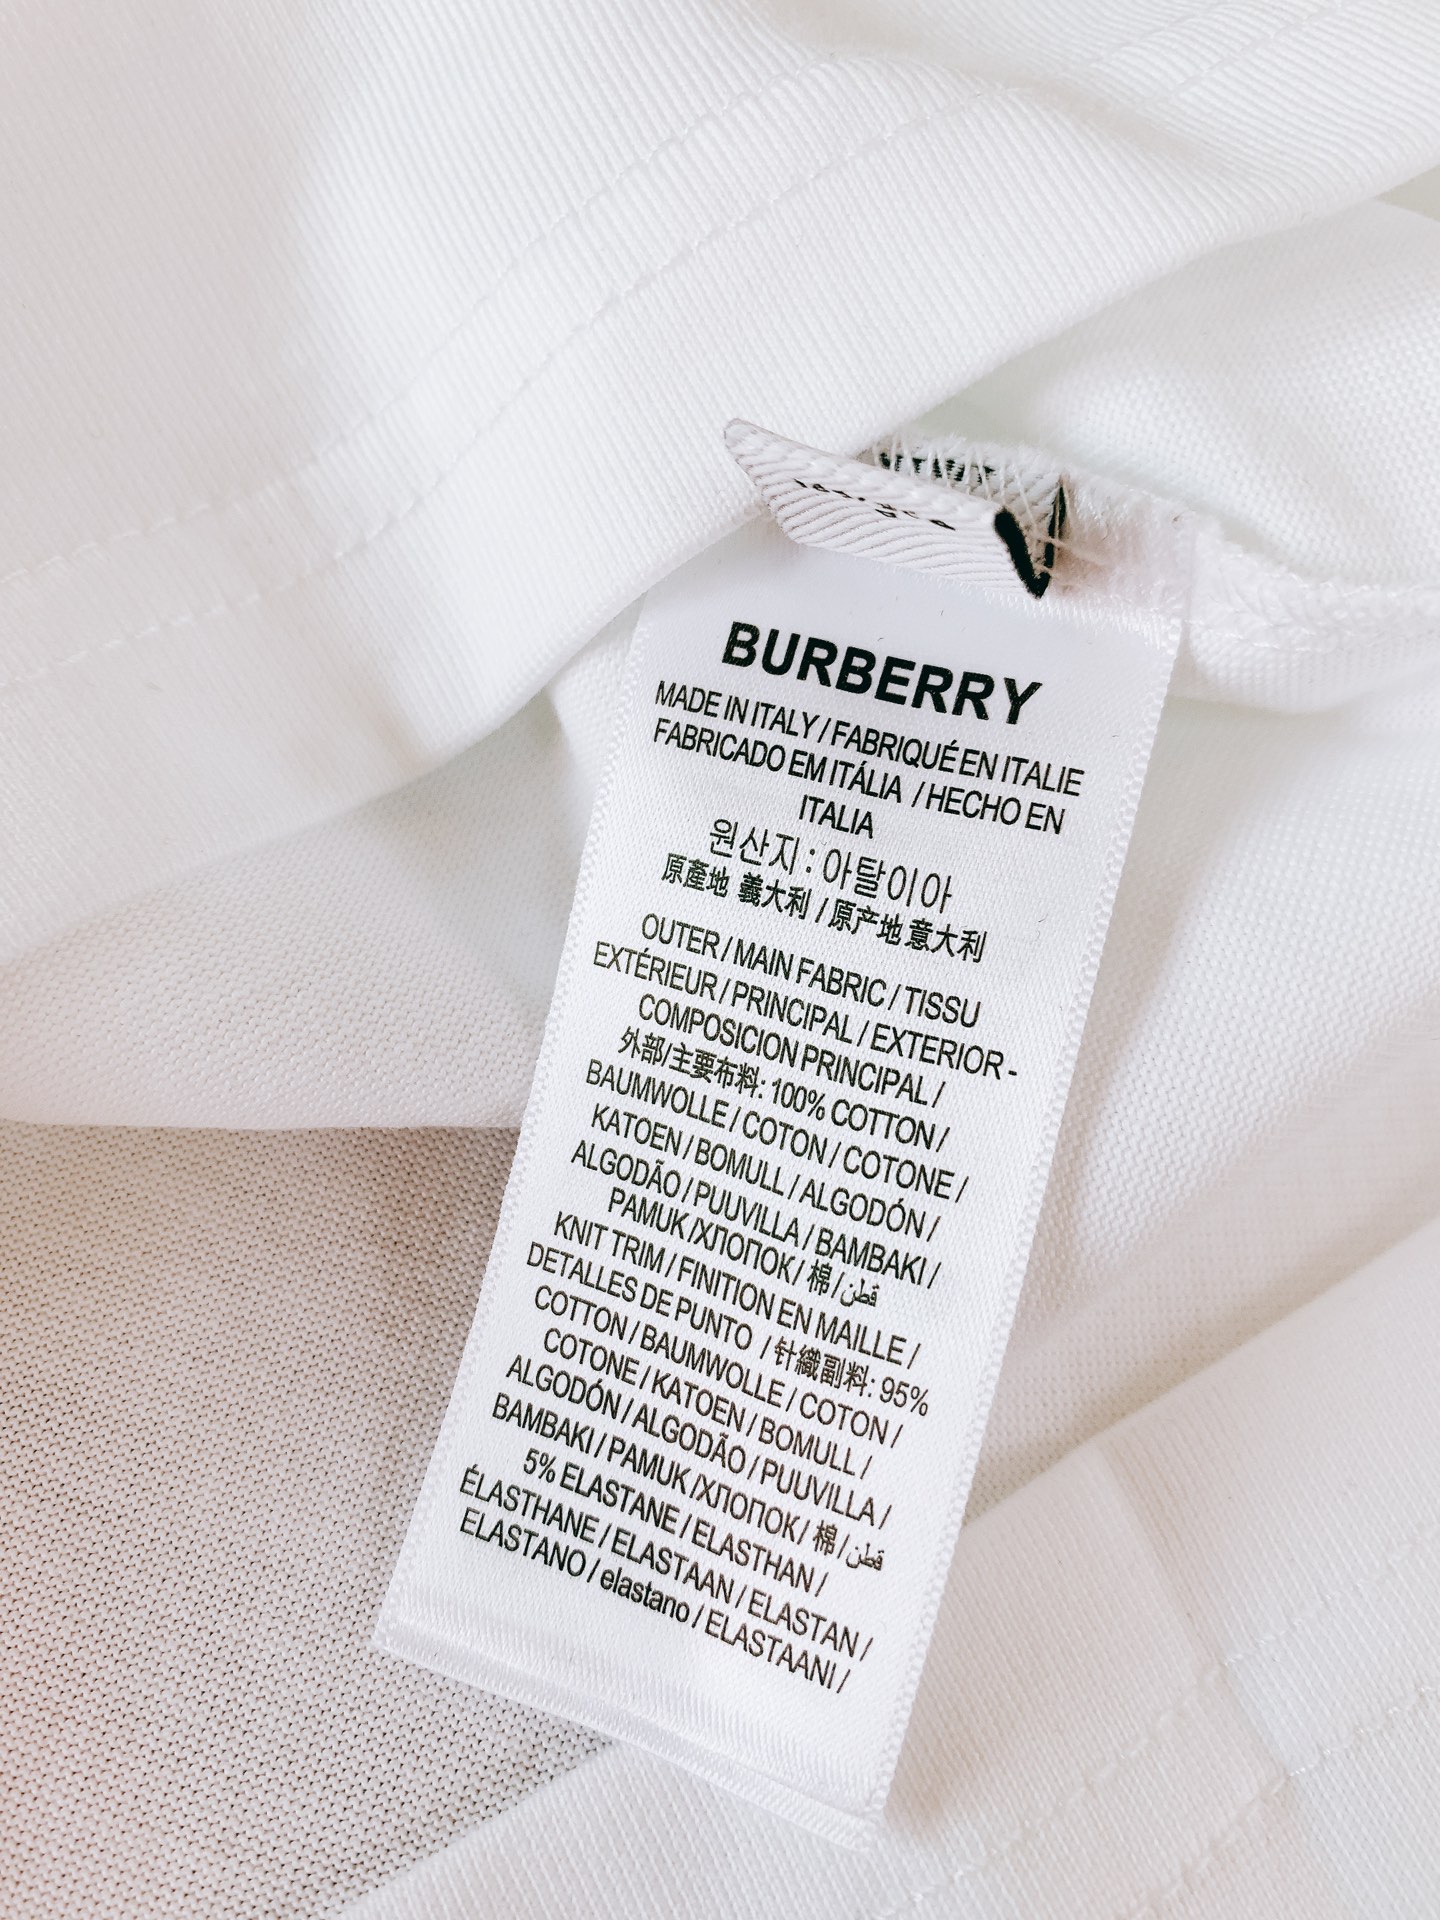 BURBERRY
MADE IN ITALY / FABRIQUÉ EN ITALIE
FABRICADO EM ITÁLIA / HECHO EN
ITALIA
원산지 : 아탈이아
原產地 義大利 / 原产地 意大利
OUTER / MAIN FABRIC / TISSU
EXTÉRIEUR / PRINCIPAL / EXTERIOR -
COMPOSICION PRINCIPAL /
外部/主要布料: 100% COTTON /
BAUMWOLLE / COTON / COTONE /
KATOEN / BOMULL / ALGODÓN /
ALGODÃO / PUUVILLA / BAMBAKI /
PAMUK /ХЛОПОК / 棉 / قطن
KNIT TRIM / FINITION EN MAILLE /
DETALLES DE PUNTO / 针織副料: 95%
COTTON / BAUMWOLLE / COTON /
COTONE / KATOEN / BOMULL /
ALGODÓN / ALGODÃO / PUUVILLA /
BAMBAKI / PAMUK /ХЛОПОК / 棉 / قطن
5% ELASTANE / ELASTHAN /
ÉLASTHANE / ELASTAAN / ELASTAN /
ELASTANO / elastano / ELASTAANI /